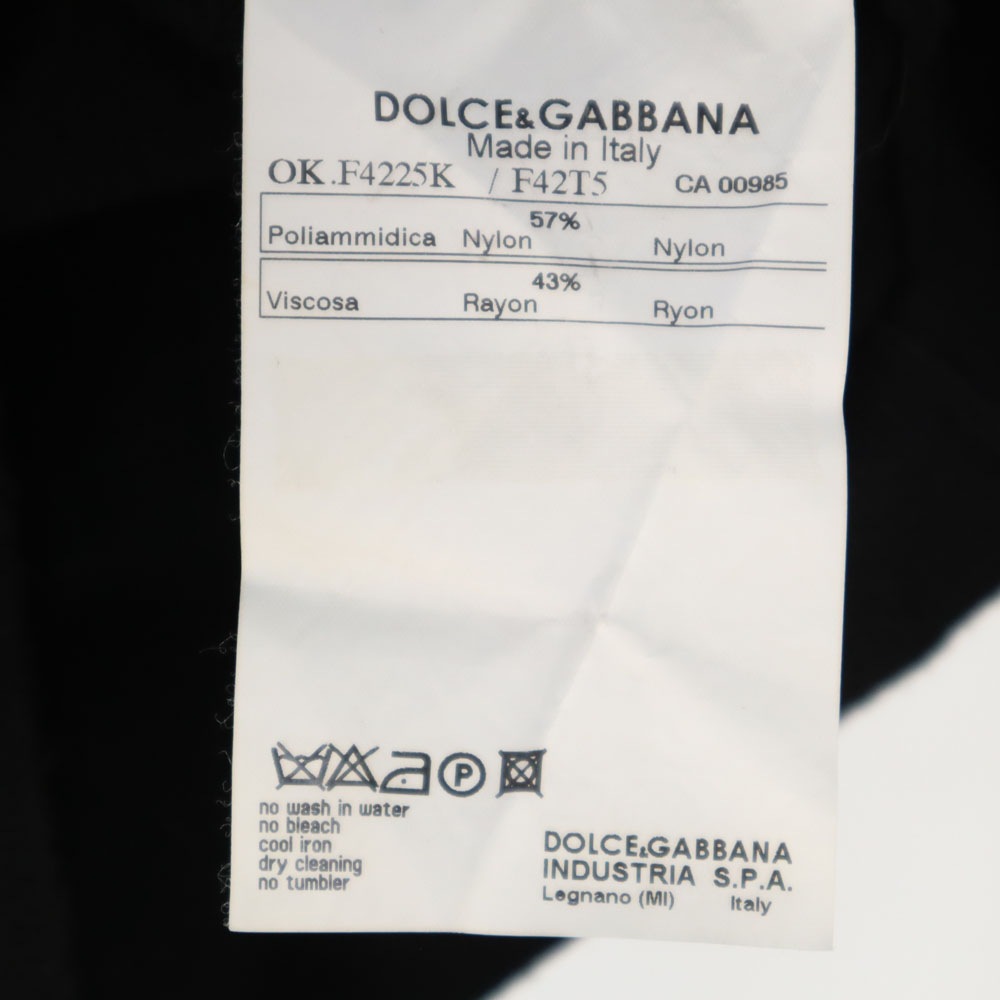 DOLCE&GABBANA
Made in Italy
OK.F4225K / F42T5 CA 00985
57%
Poliammidica Nylon Nylon
43%
Viscosa Rayon Ryon
P
no wash in water
no bleach
cool iron
dry cleaning
no tumbler
DOLCE&GABBANA
INDUSTRIA S.P.A.
Legnano (MI) Italy